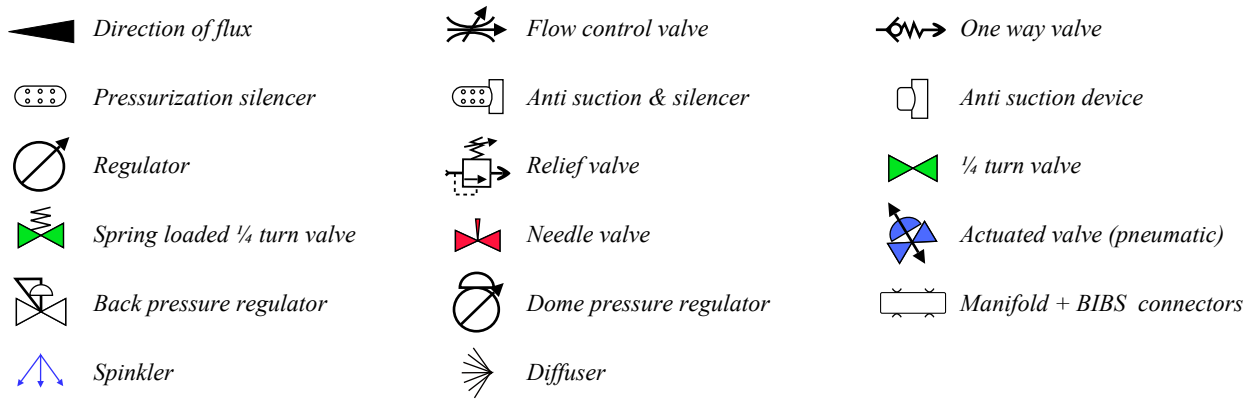 Direction of flux
Flow control valve
One way valve
Pressurization silencer
Anti suction & silencer
Anti suction device
Regulator
Relief valve
¼ turn valve
Spring loaded ¼ turn valve
Needle valve
Actuated valve (pneumatic)
Back pressure regulator
Dome pressure regulator
Manifold + BIBS connectors
Spinkler
Diffuser